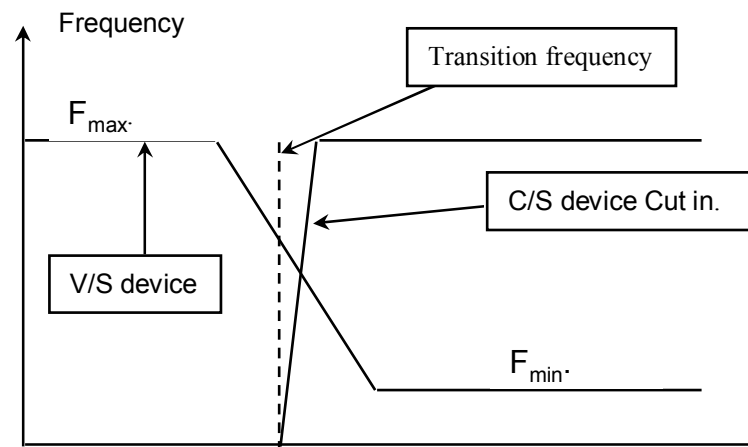 Frequency
Transition frequency
Fmax.
C/S device Cut in.
V/S device
Fmin.